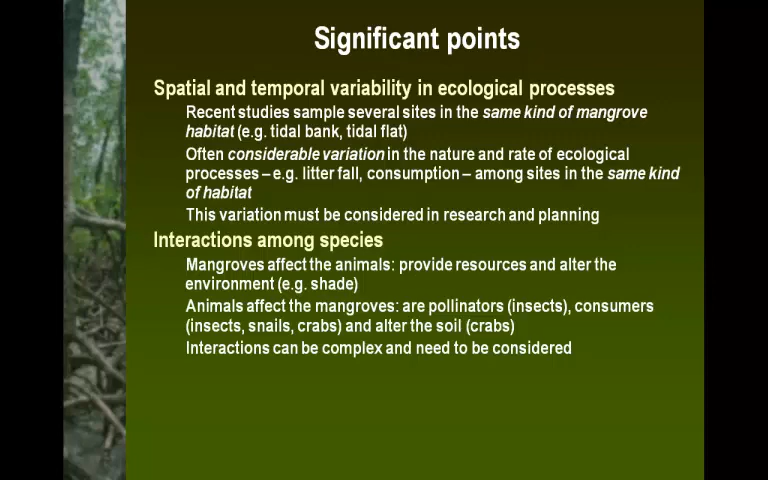 Significant points
Spatial and temporal variability in ecological processes
Recent studies sample several sites in the same kind of mangrove
habitat (e.g. tidal bank, tidal flat)
Often considerable variation in the nature and rate of ecological
processes – e.g. litter fall, consumption – among sites in the same kind
of habitat
This variation must be considered in research and planning
Interactions among species
Mangroves affect the animals: provide resources and alter the
environment (e.g. shade)
Animals affect the mangroves: are pollinators (insects), consumers
(insects, snails, crabs) and alter the soil (crabs)
Interactions can be complex and need to be considered